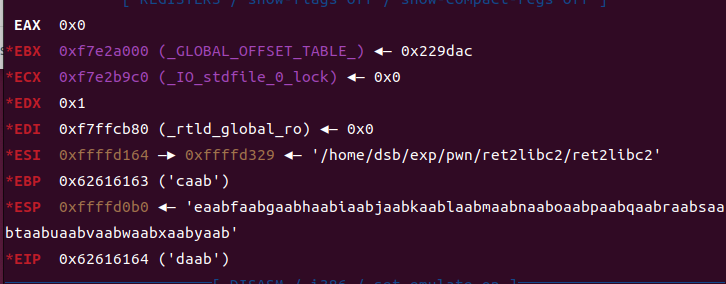 [ REGISTERS / show-flags off / show-compact-regs off ]
EAX 0x0
*EBX 0xf7e2a000 (_GLOBAL_OFFSET_TABLE_) ◂— 0x229dac
*ECX 0xf7e2b9c0 (_IO_stdfile_0_lock) ◂— 0x0
*EDX 0x1
*EDI 0xf7ffcb80 (_rtld_global_ro) ◂— 0x0
*ESI 0xffffd164 —▸ 0xffffd329 ◂— '/home/dsb/exp/pwn/ret2libc2/ret2libc2'
*EBP 0x62616163 ('caab')
*ESP 0xffffd0b0 ◂— 'eaabfaabgaabhaabiaabjaabkaablaabmaabnaaboaabpaabqaabraabsaa
btaabuaabvaabwaabxaabyaab'
*EIP 0x62616164 ('daab')
[ DISASM / i386 / set emulate on ]